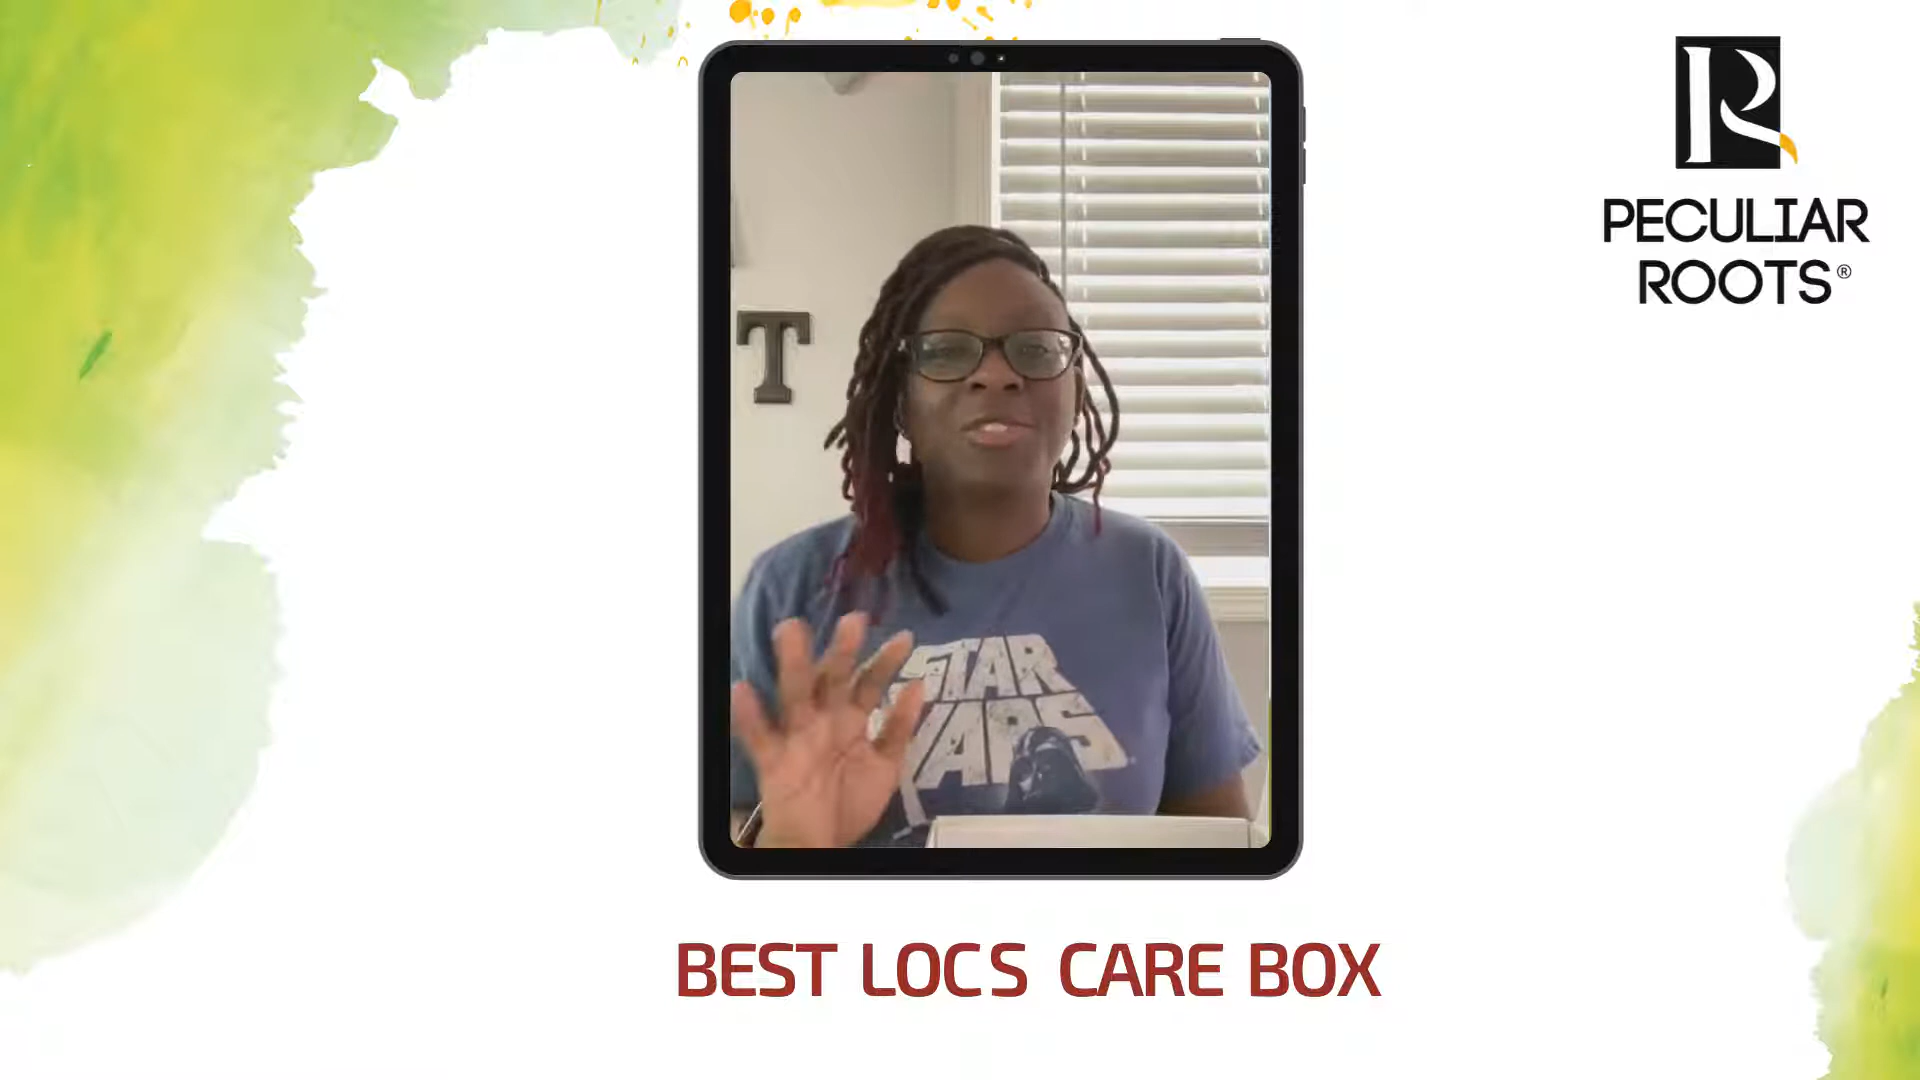 PECULIAR
ROOTS®
T
STAR
WARS
BEST LOCS CARE BOX